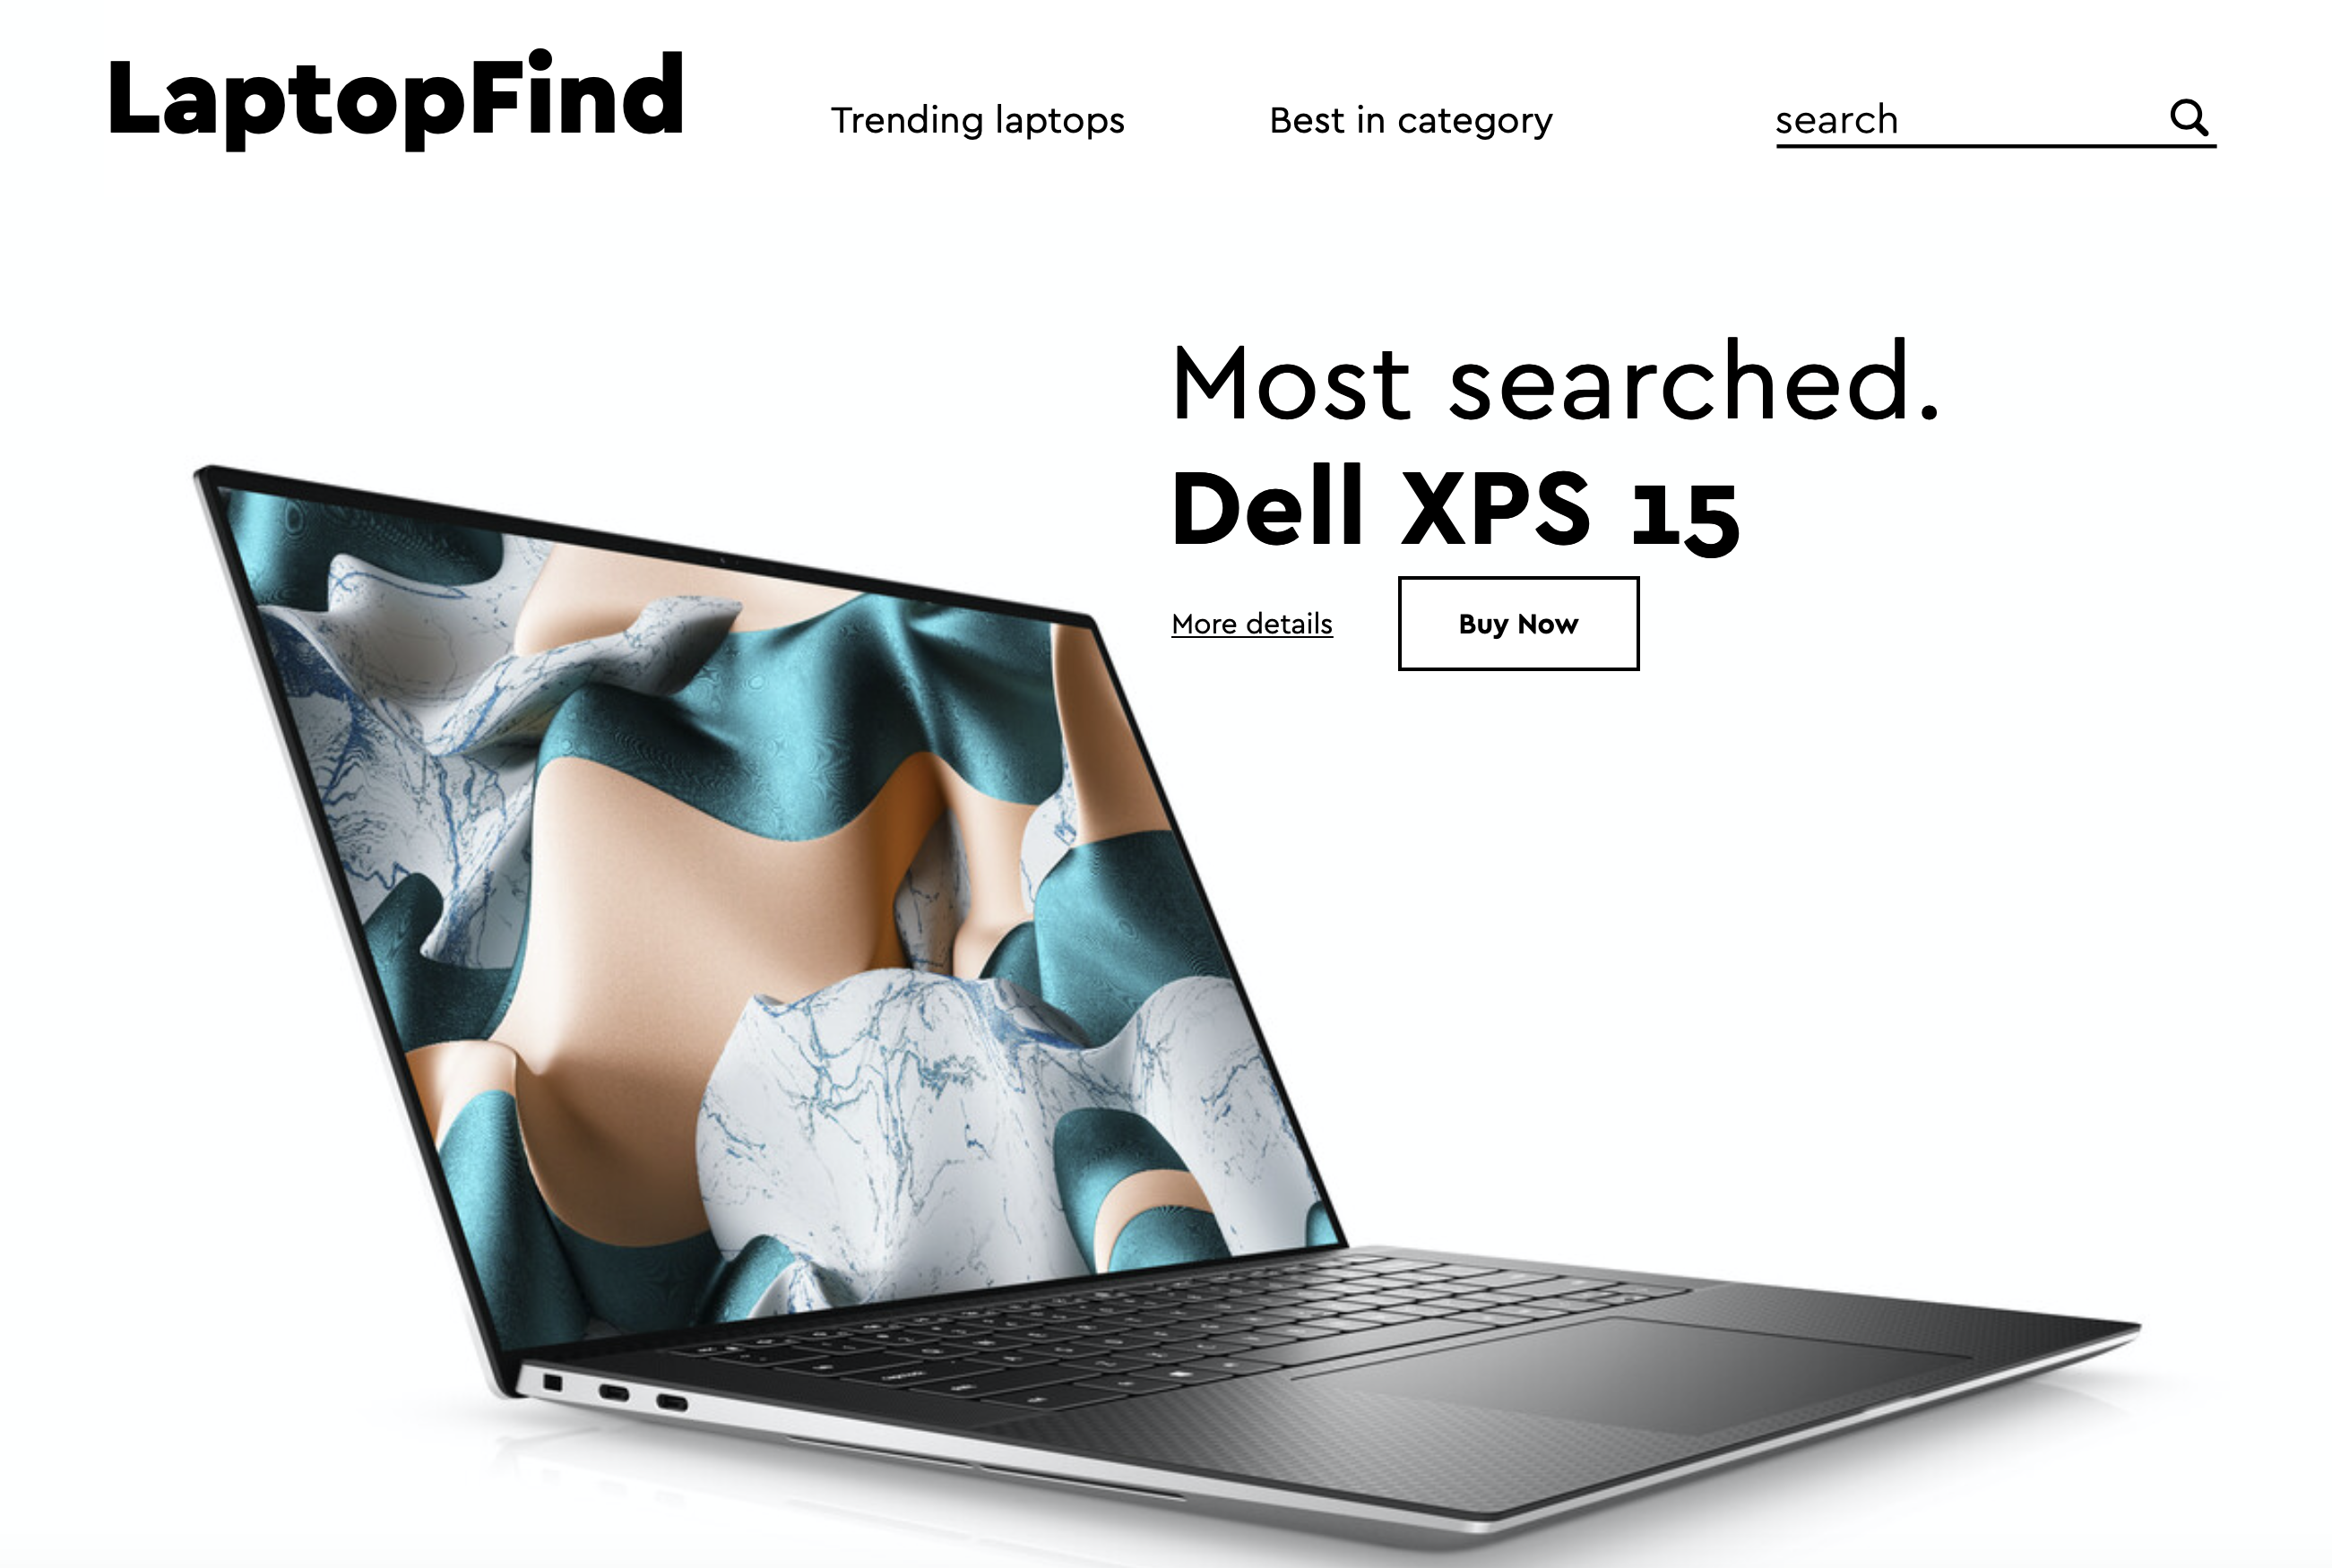 LaptopFind
Trending laptops
Best in category
search
Most searched.
Dell XPS 15
More details
Buy Now